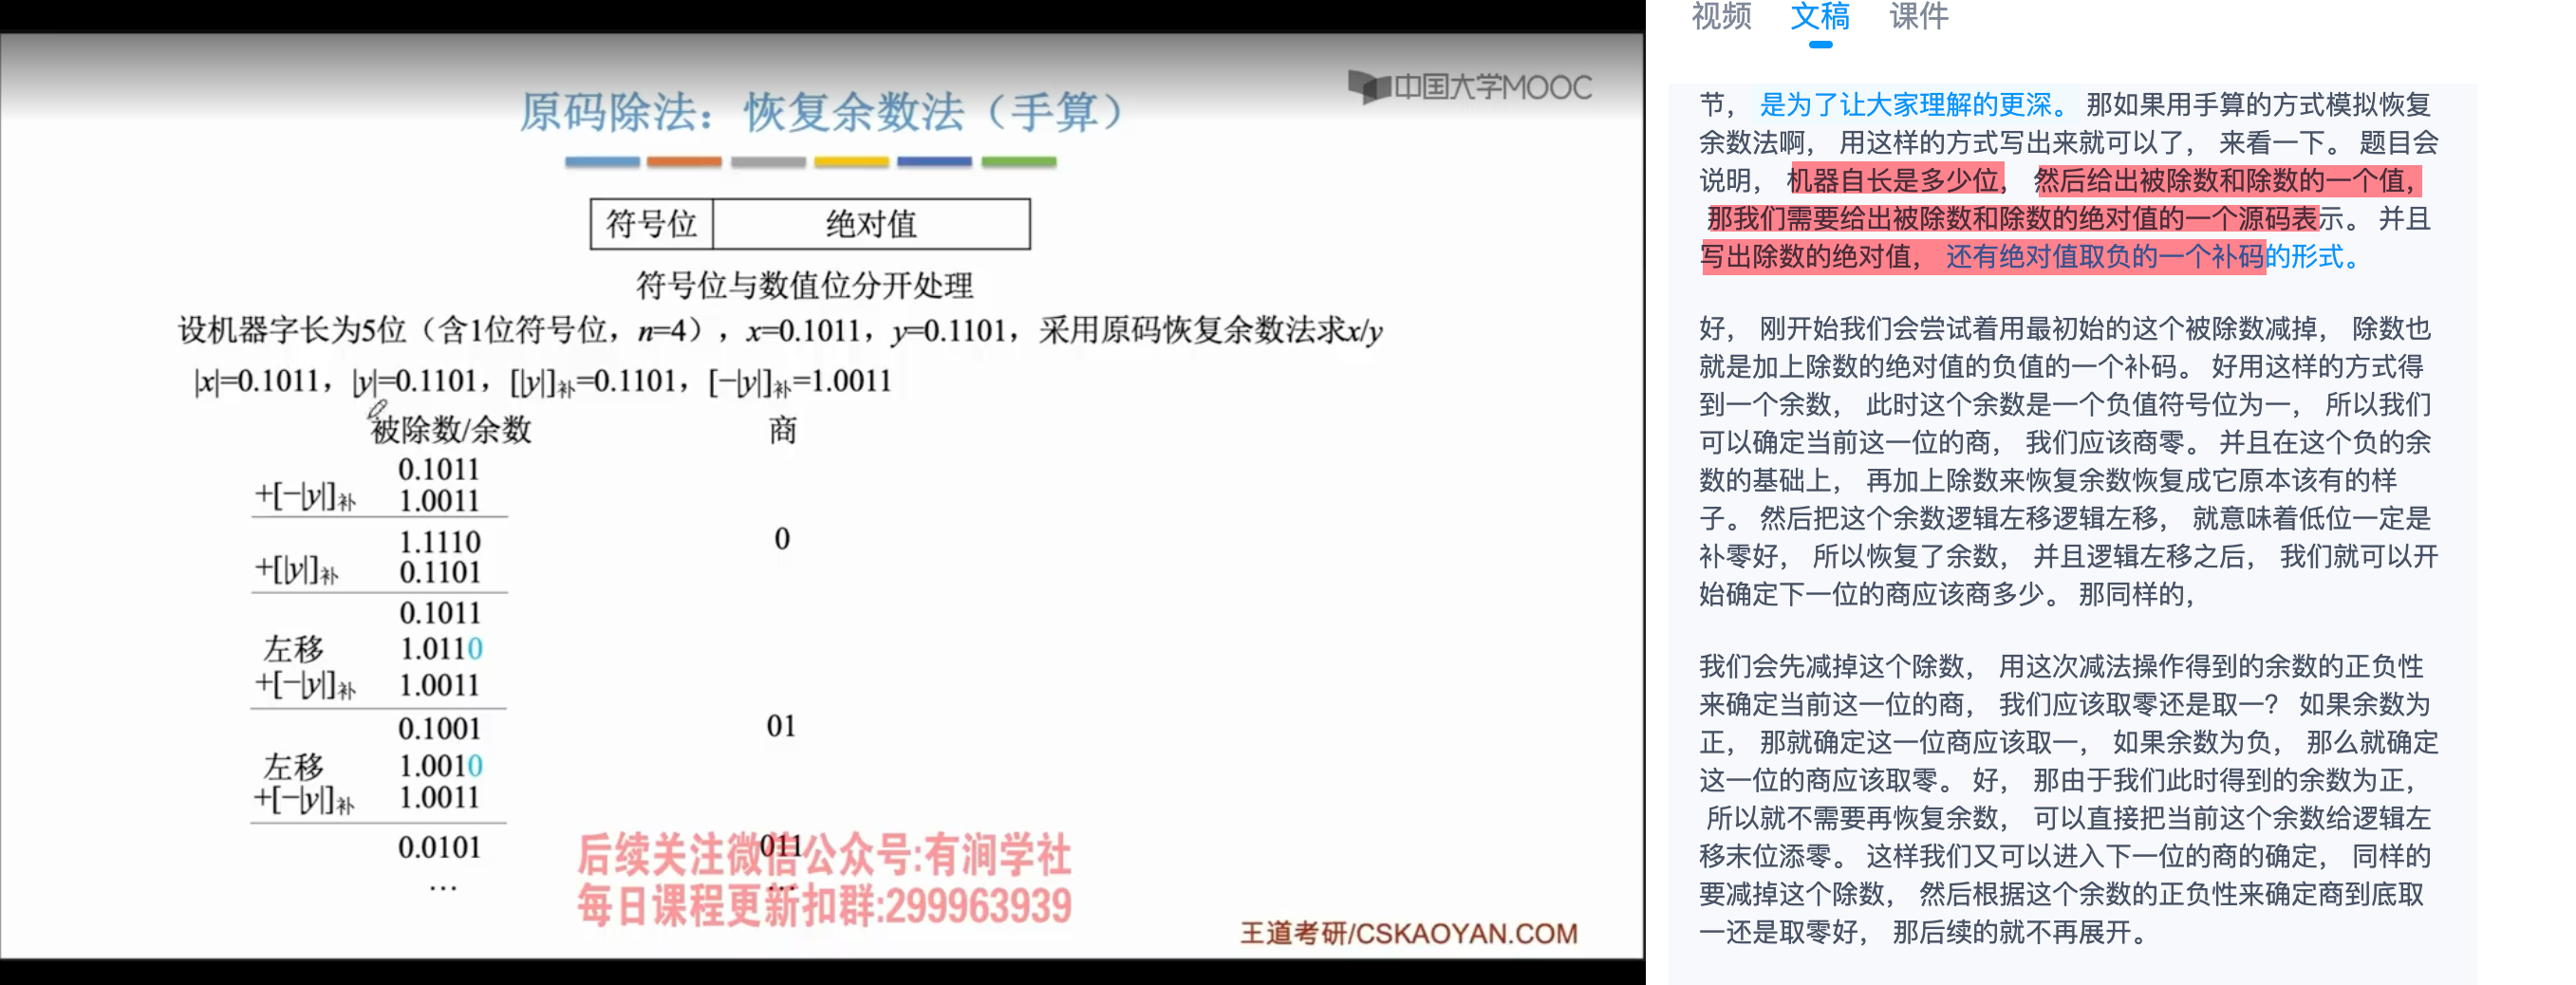 中国大学MOOC
原码除法：恢复余数法（手算）
符号位 绝对值
符号位与数值位分开处理
设机器字长为5位（含1位符号位，n=4），x=0.1011，y=0.1101，采用原码恢复余数法求x/y
|x|=0.1011，|y|=0.1101，[|y|]补=0.1101，[−|y|]补=1.0011
被除数/余数 商
0.1011
+[−|y|]补 1.0011
1.1110 0
+[|y|]补 0.1101
0.1011
左移 1.0110
+[−|y|]补 1.0011
0.1001 01
左移 1.0010
+[−|y|]补 1.0011
0.0101 011
… …
后续关注微信公众号:有涧学社
每日课程更新扣群:299963939
王道考研/CSKAOYAN.COM
视频 文稿 课件
节， 是为了让大家理解的更深。 那如果用手算的方式模拟恢复
余数法啊， 用这样的方式写出来就可以了， 来看一下。 题目会
说明， 机器自长是多少位， 然后给出被除数和除数的一个值，
那我们需要给出被除数和除数的绝对值的一个源码表示。 并且
写出除数的绝对值， 还有绝对值取负的一个补码的形式。
好， 刚开始我们会尝试着用最初始的这个被除数减掉， 除数也
就是加上除数的绝对值的负值的一个补码。 好用这样的方式得
到一个余数， 此时这个余数是一个负值符号位为一， 所以我们
可以确定当前这一位的商， 我们应该商零。 并且在这个负的余
数的基础上， 再加上除数来恢复余数恢复成它原本该有的样
子。 然后把这个余数逻辑左移逻辑左移， 就意味着低位一定是
补零好， 所以恢复了余数， 并且逻辑左移之后， 我们就可以开
始确定下一位的商应该商多少。 那同样的，
我们会先减掉这个除数， 用这次减法操作得到的余数的正负性
来确定当前这一位的商， 我们应该取零还是取一? 如果余数为
正， 那就确定这一位商应该取一， 如果余数为负， 那么就确定
这一位的商应该取零。 好， 那由于我们此时得到的余数为正，
所以就不需要再恢复余数， 可以直接把当前这个余数给逻辑左
移末位添零。 这样我们又可以进入下一位的商的确定， 同样的
要减掉这个除数， 然后根据这个余数的正负性来确定商到底取
一还是取零好， 那后续的就不再展开。